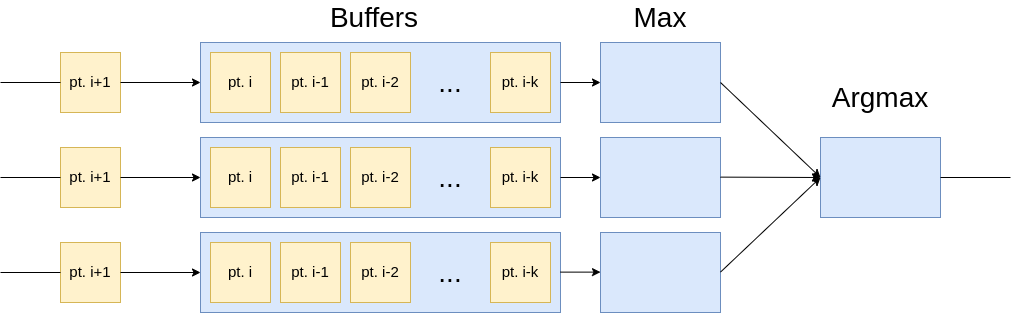 Buffers
Max
pt. i+1
pt. i
pt. i-1
pt. i-2
...
pt. i-k
Argmax
pt. i+1
pt. i
pt. i-1
pt. i-2
...
pt. i-k
pt. i+1
pt. i
pt. i-1
pt. i-2
...
pt. i-k